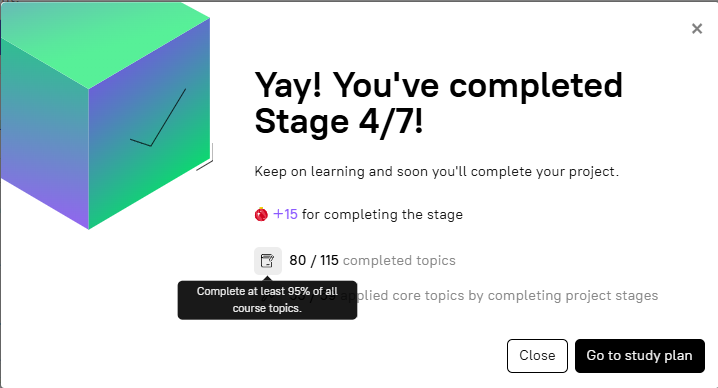 ×
Yay! You've completed
Stage 4/7!
Keep on learning and soon you'll complete your project.
+15 for completing the stage
80 / 115 completed topics
Complete at least 95% of all
course topics.
applied core topics by completing project stages
Close
Go to study plan